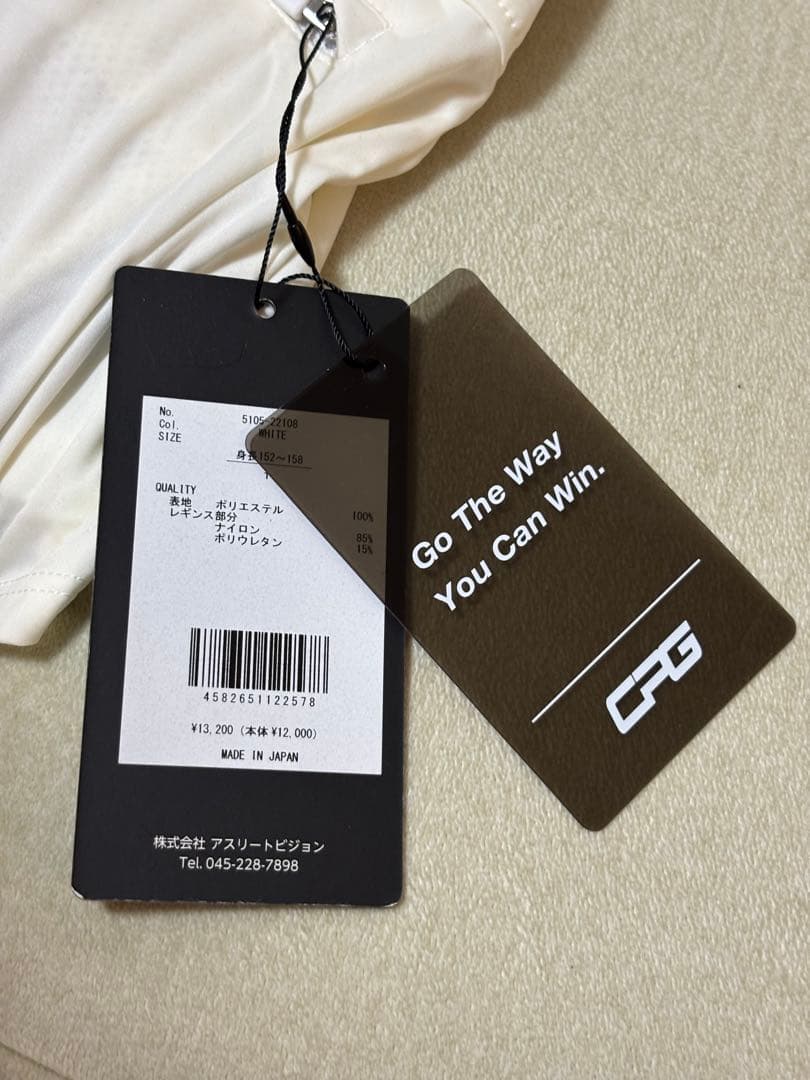 No. 5105-22108
Col. WHITE
SIZE 身長152～158
QUALITY
表地 ポリエステル 100%
レギンス部分
ナイロン 85%
ポリウレタン 15%
4582651122578
¥13,200 (本体 ¥12,000)
MADE IN JAPAN
株式会社 アスリートビジョン
Tel. 045-228-7898
Go The Way
You Can Win.
CPG